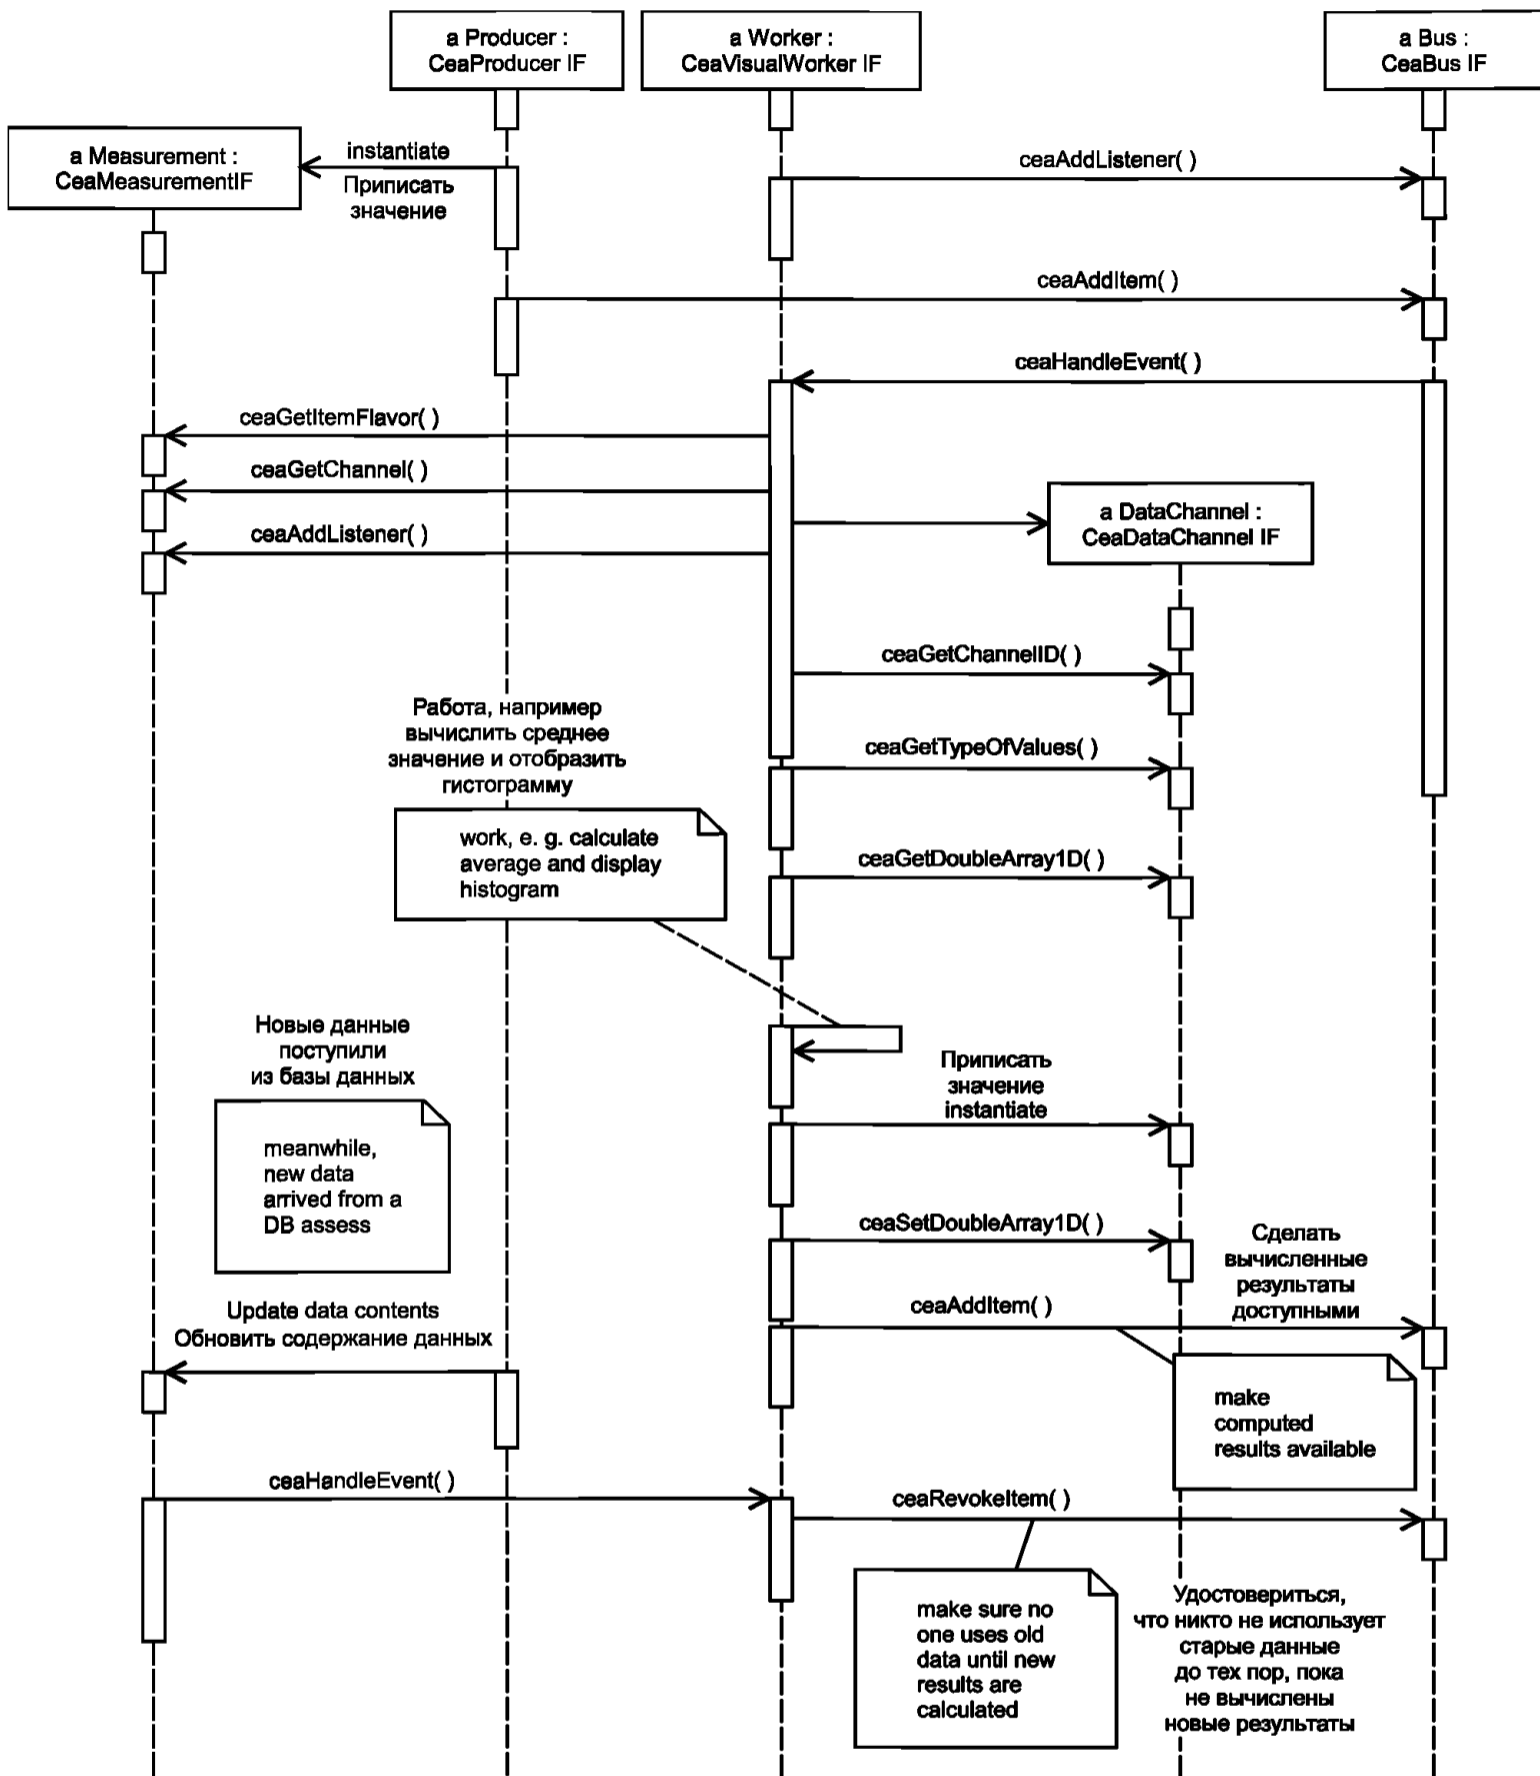 a Producer :
CeaProducer IF
a Worker :
CeaVisualWorker IF
a Bus :
CeaBus IF
a Measurement :
CeaMeasurementIF
instantiate
Приписать
значение
ceaAddListener( )
ceaAddItem( )
ceaHandleEvent( )
ceaGetItemFlavor( )
ceaGetChannel( )
ceaAddListener( )
a DataChannel :
CeaDataChannel IF
ceaGetChannelID( )
Работа, например
вычислить среднее
значение и отобразить
гистограмму
ceaGetTypeOfValues( )
work, e. g. calculate
average and display
histogram
ceaGetDoubleArray1D( )
Новые данные
поступили
из базы данных
Приписать
значение
instantiate
meanwhile,
new data
arrived from a
DB assess
ceaSetDoubleArray1D( )
Сделать
вычисленные
результаты
доступными
Update data contents
Обновить содержание данных
ceaAddItem( )
make
computed
results available
ceaHandleEvent( )
ceaRevokeItem( )
make sure no
one uses old
data until new
results are
calculated
Удостовериться,
что никто не использует
старые данные
до тех пор, пока
не вычислены
новые результаты